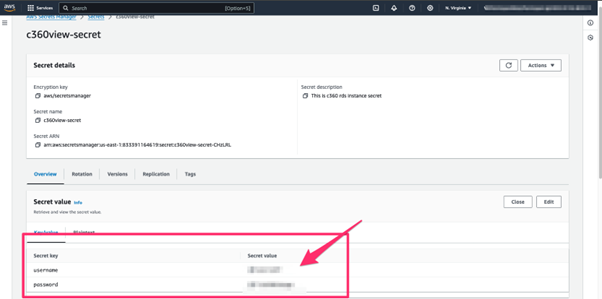 aws Services Search [Option+S] N. Virginia
AWS Secrets Manager > Secrets > c360view-secret
c360view-secret
Secret details Actions
Encryption key Secret description
aws/secretsmanager This is c360 rds instance secret
Secret name
c360view-secret
Secret ARN
arn:aws:secretsmanager:us-east-1:833391164619:secret:c360view-secret-CHzLRL
Overview Rotation Versions Replication Tags
Secret value Info Close Edit
Retrieve and view the secret value.
Key/value Plaintext
Secret key Secret value
username
password